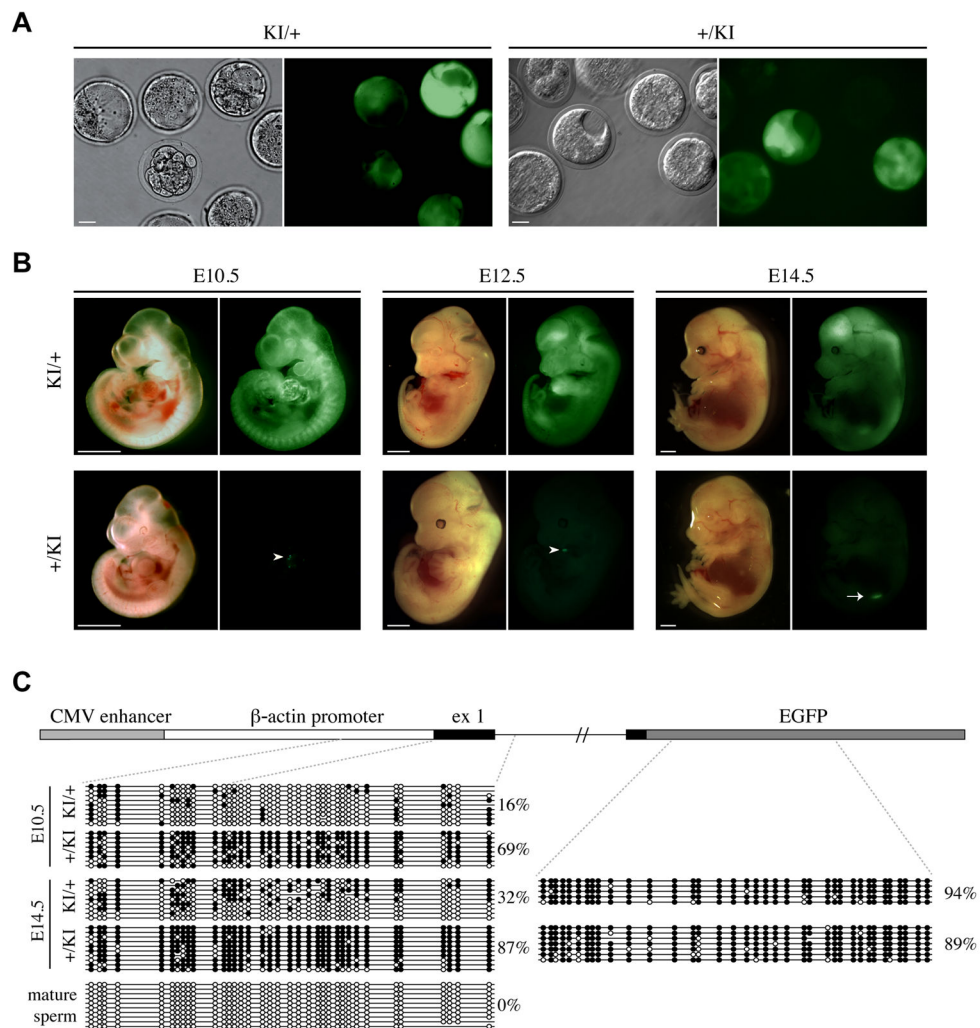 A
KI/+
+/KI
B
E10.5
E12.5
E14.5
KI/+
+/KI
C
CMV enhancer
β-actin promoter
ex 1
//
EGFP
E10.5
KI/+
16%
+/KI
69%
E14.5
KI/+
32%
94%
+/KI
87%
89%
mature
sperm
0%